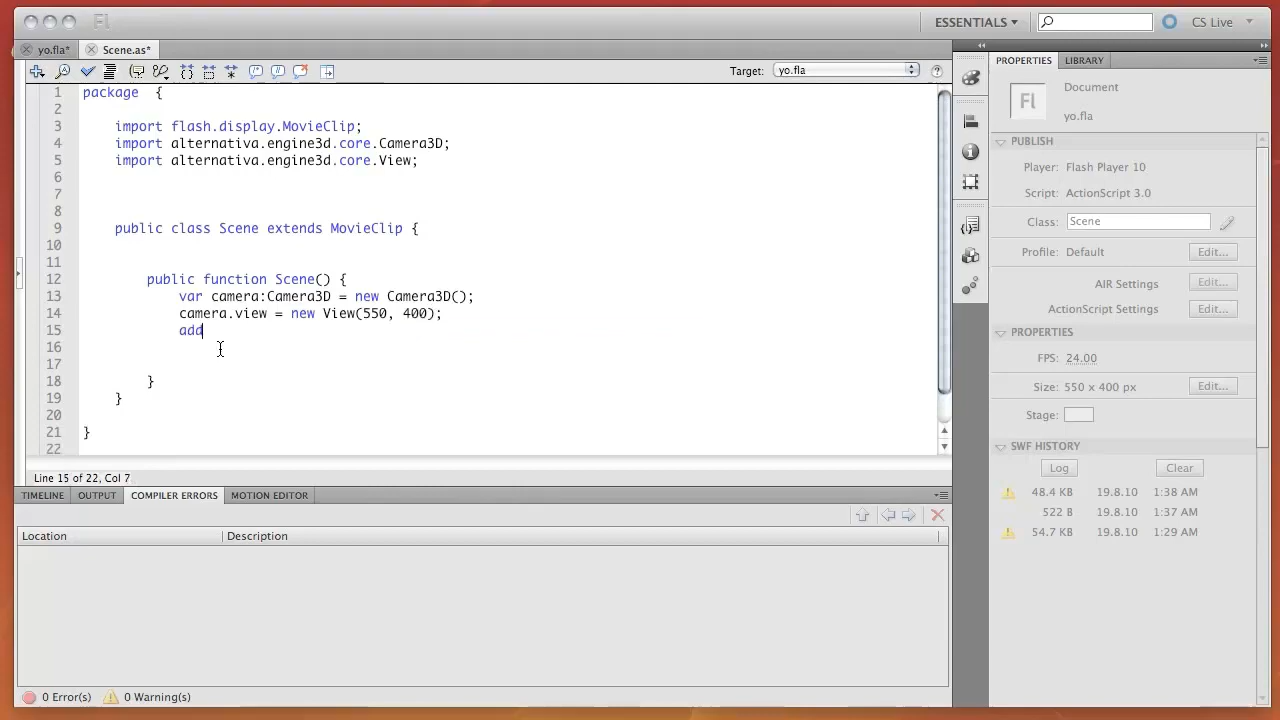 Fl
ESSENTIALS
CS Live
yo.fla*
Scene.as*
Target: yo.fla
1 package {
2
3 import flash.display.MovieClip;
4 import alternativa.engine3d.core.Camera3D;
5 import alternativa.engine3d.core.View;
6
7
8
9 public class Scene extends MovieClip {
10
11
12 public function Scene() {
13 var camera:Camera3D = new Camera3D();
14 camera.view = new View(550, 400);
15 add
16
17
18 }
19 }
20
21 }
22
Line 15 of 22, Col 7
TIMELINE
OUTPUT
COMPILER ERRORS
MOTION EDITOR
Location
Description
0 Error(s)
0 Warning(s)
PROPERTIES
LIBRARY
Fl
Document
yo.fla
PUBLISH
Player: Flash Player 10
Script: ActionScript 3.0
Class: Scene
Profile: Default Edit...
AIR Settings Edit...
ActionScript Settings Edit...
PROPERTIES
FPS: 24.00
Size: 550 x 400 px Edit...
Stage:
SWF HISTORY
Log Clear
48.4 KB 19.8.10 1:38 AM
522 B 19.8.10 1:37 AM
54.7 KB 19.8.10 1:29 AM